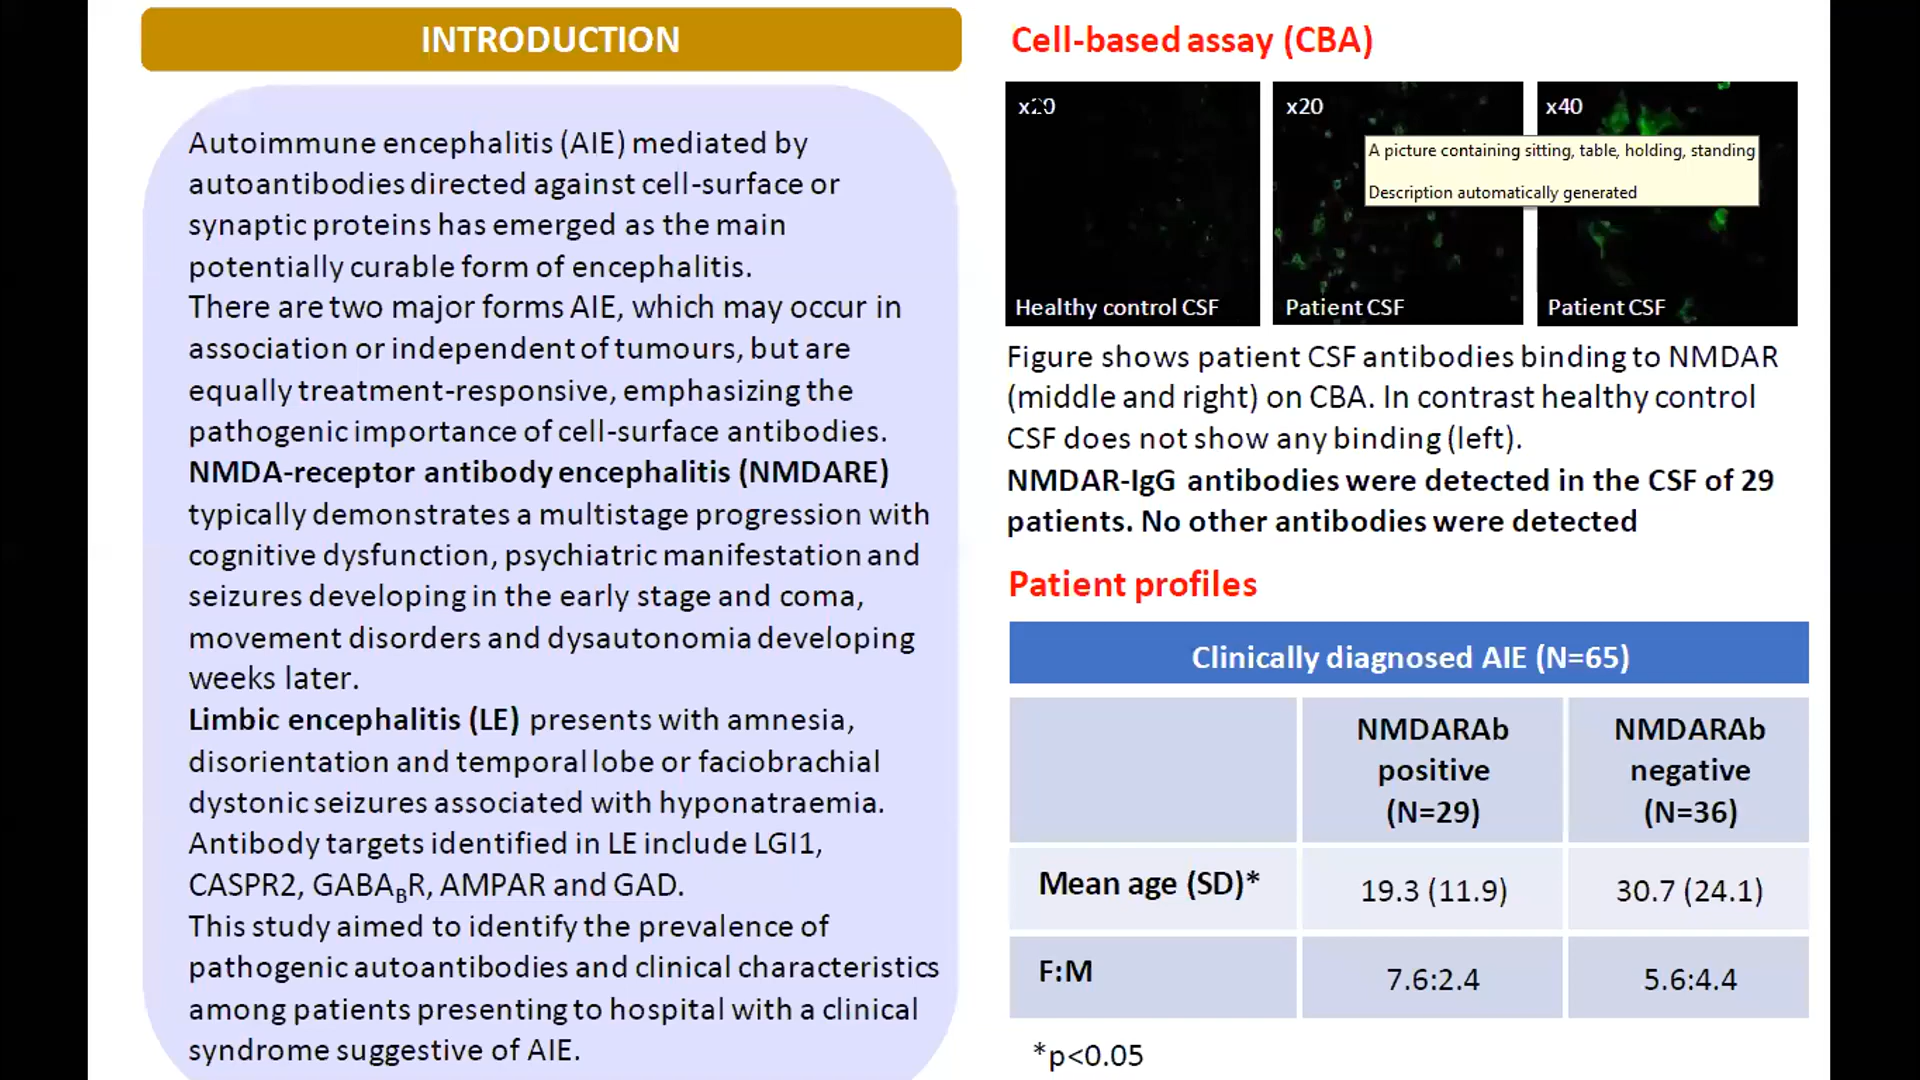 INTRODUCTION
Autoimmune encephalitis (AIE) mediated by
autoantibodies directed against cell-surface or
synaptic proteins has emerged as the main
potentially curable form of encephalitis.
There are two major forms AIE, which may occur in
association or independent of tumours, but are
equally treatment-responsive, emphasizing the
pathogenic importance of cell-surface antibodies.
NMDA-receptor antibody encephalitis (NMDARE)
typically demonstrates a multistage progression with
cognitive dysfunction, psychiatric manifestation and
seizures developing in the early stage and coma,
movement disorders and dysautonomia developing
weeks later.
Limbic encephalitis (LE) presents with amnesia,
disorientation and temporal lobe or faciobrachial
dystonic seizures associated with hyponatraemia.
Antibody targets identified in LE include LGI1,
CASPR2, GABABR, AMPAR and GAD.
This study aimed to identify the prevalence of
pathogenic autoantibodies and clinical characteristics
among patients presenting to hospital with a clinical
syndrome suggestive of AIE.
Cell-based assay (CBA)
x20
x20
x40
A picture containing sitting, table, holding, standing
Description automatically generated
Healthy control CSF
Patient CSF
Patient CSF
Figure shows patient CSF antibodies binding to NMDAR
(middle and right) on CBA. In contrast healthy control
CSF does not show any binding (left).
NMDAR-IgG antibodies were detected in the CSF of 29
patients. No other antibodies were detected
Patient profiles
Clinically diagnosed AIE (N=65)
NMDARAb positive (N=29)
NMDARAb negative (N=36)
Mean age (SD)* 19.3 (11.9) 30.7 (24.1)
F:M 7.6:2.4 5.6:4.4
*p<0.05